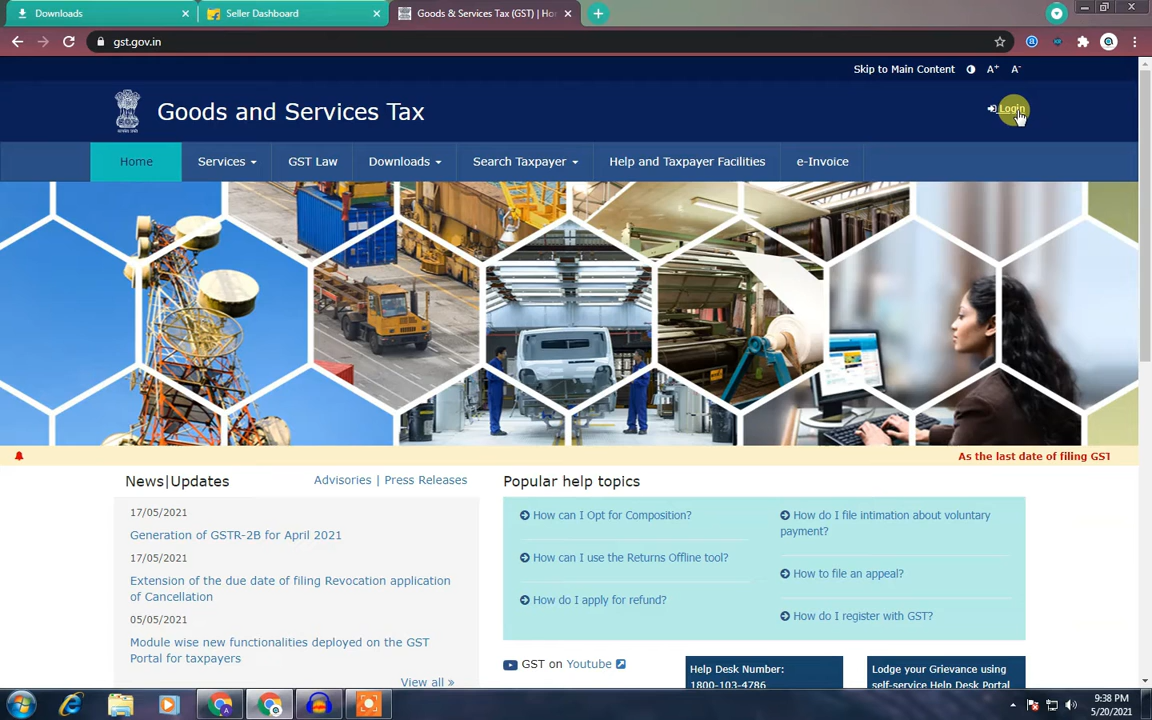 Downloads
Seller Dashboard
Goods & Services Tax (GST) | Ho
gst.gov.in
Skip to Main Content
A+
A-
Goods and Services Tax
Login
Home
Services
GST Law
Downloads
Search Taxpayer
Help and Taxpayer Facilities
e-Invoice
As the last date of filing GST
News|Updates
Advisories | Press Releases
17/05/2021
Generation of GSTR-2B for April 2021
17/05/2021
Extension of the due date of filing Revocation application
of Cancellation
05/05/2021
Module wise new functionalities deployed on the GST
Portal for taxpayers
View all »
Popular help topics
How can I Opt for Composition?
How can I use the Returns Offline tool?
How do I apply for refund?
How do I file intimation about voluntary
payment?
How to file an appeal?
How do I register with GST?
GST on Youtube
Help Desk Number:
1800-103-4786
Lodge your Grievance using
self-service Help Desk Portal
9:38 PM
5/20/2021